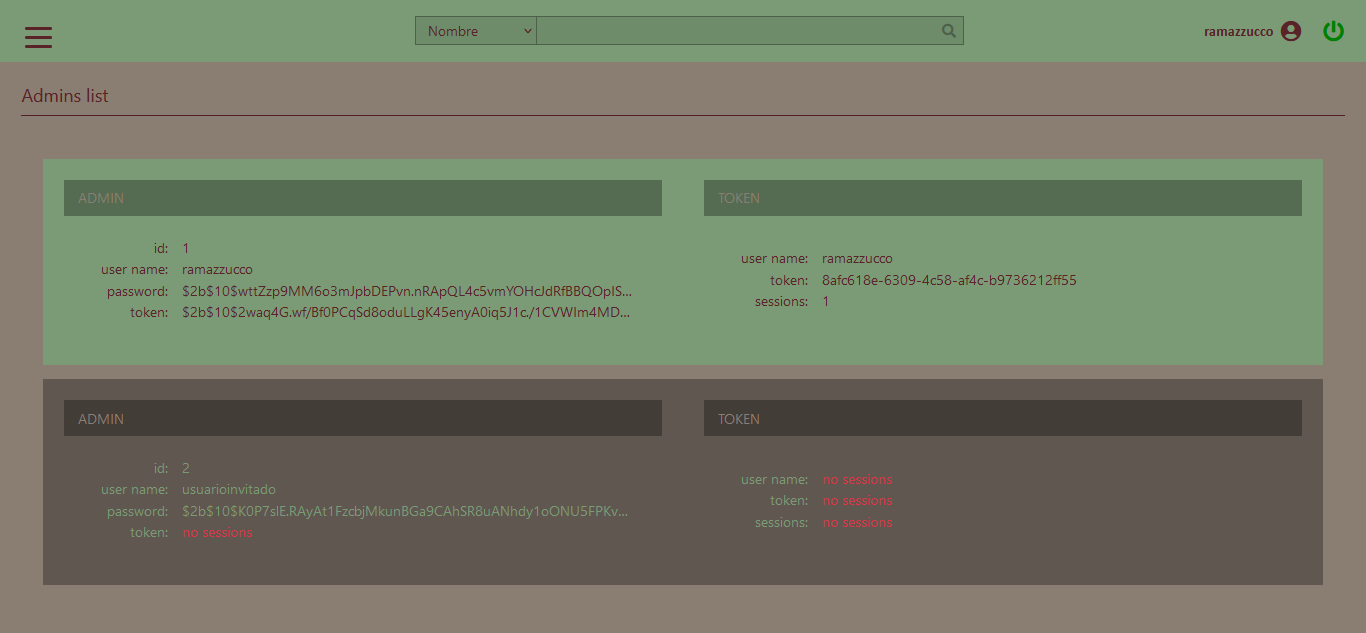 Nombre
ramazzucco
Admins list
ADMIN
id: 1
user name: ramazzucco
password: $2b$10$wttZzp9MM6o3mJpbDEPvn.nRApQL4c5vmYOHcJdRfBBQOpIS...
token: $2b$10$2waq4G.wf/Bf0PCqSd8oduLLgK45enyA0iq5J1c./1CVWIm4MD...
TOKEN
user name: ramazzucco
token: 8afc618e-6309-4c58-af4c-b9736212ff55
sessions: 1
ADMIN
id: 2
user name: usuarioinvitado
password: $2b$10$K0P7slE.RAyAt1FzcbjMkunBGa9CAhSR8uANhdy1oONU5FPKv...
token: no sessions
TOKEN
user name: no sessions
token: no sessions
sessions: no sessions